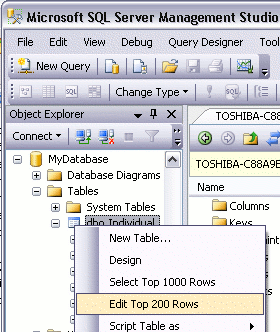 Microsoft SQL Server Management Studio
File Edit View Debug Query Designer Tool
New Query
Change Type
Object Explorer
TOSHIBA-C88
Connect
MyDatabase
TOSHIBA-C88A9B
Database Diagrams
Name
Tables
System Tables
Columns
dbo.Individual
Keys
New Table...
Design
Select Top 1000 Rows
Edit Top 200 Rows
Script Table as